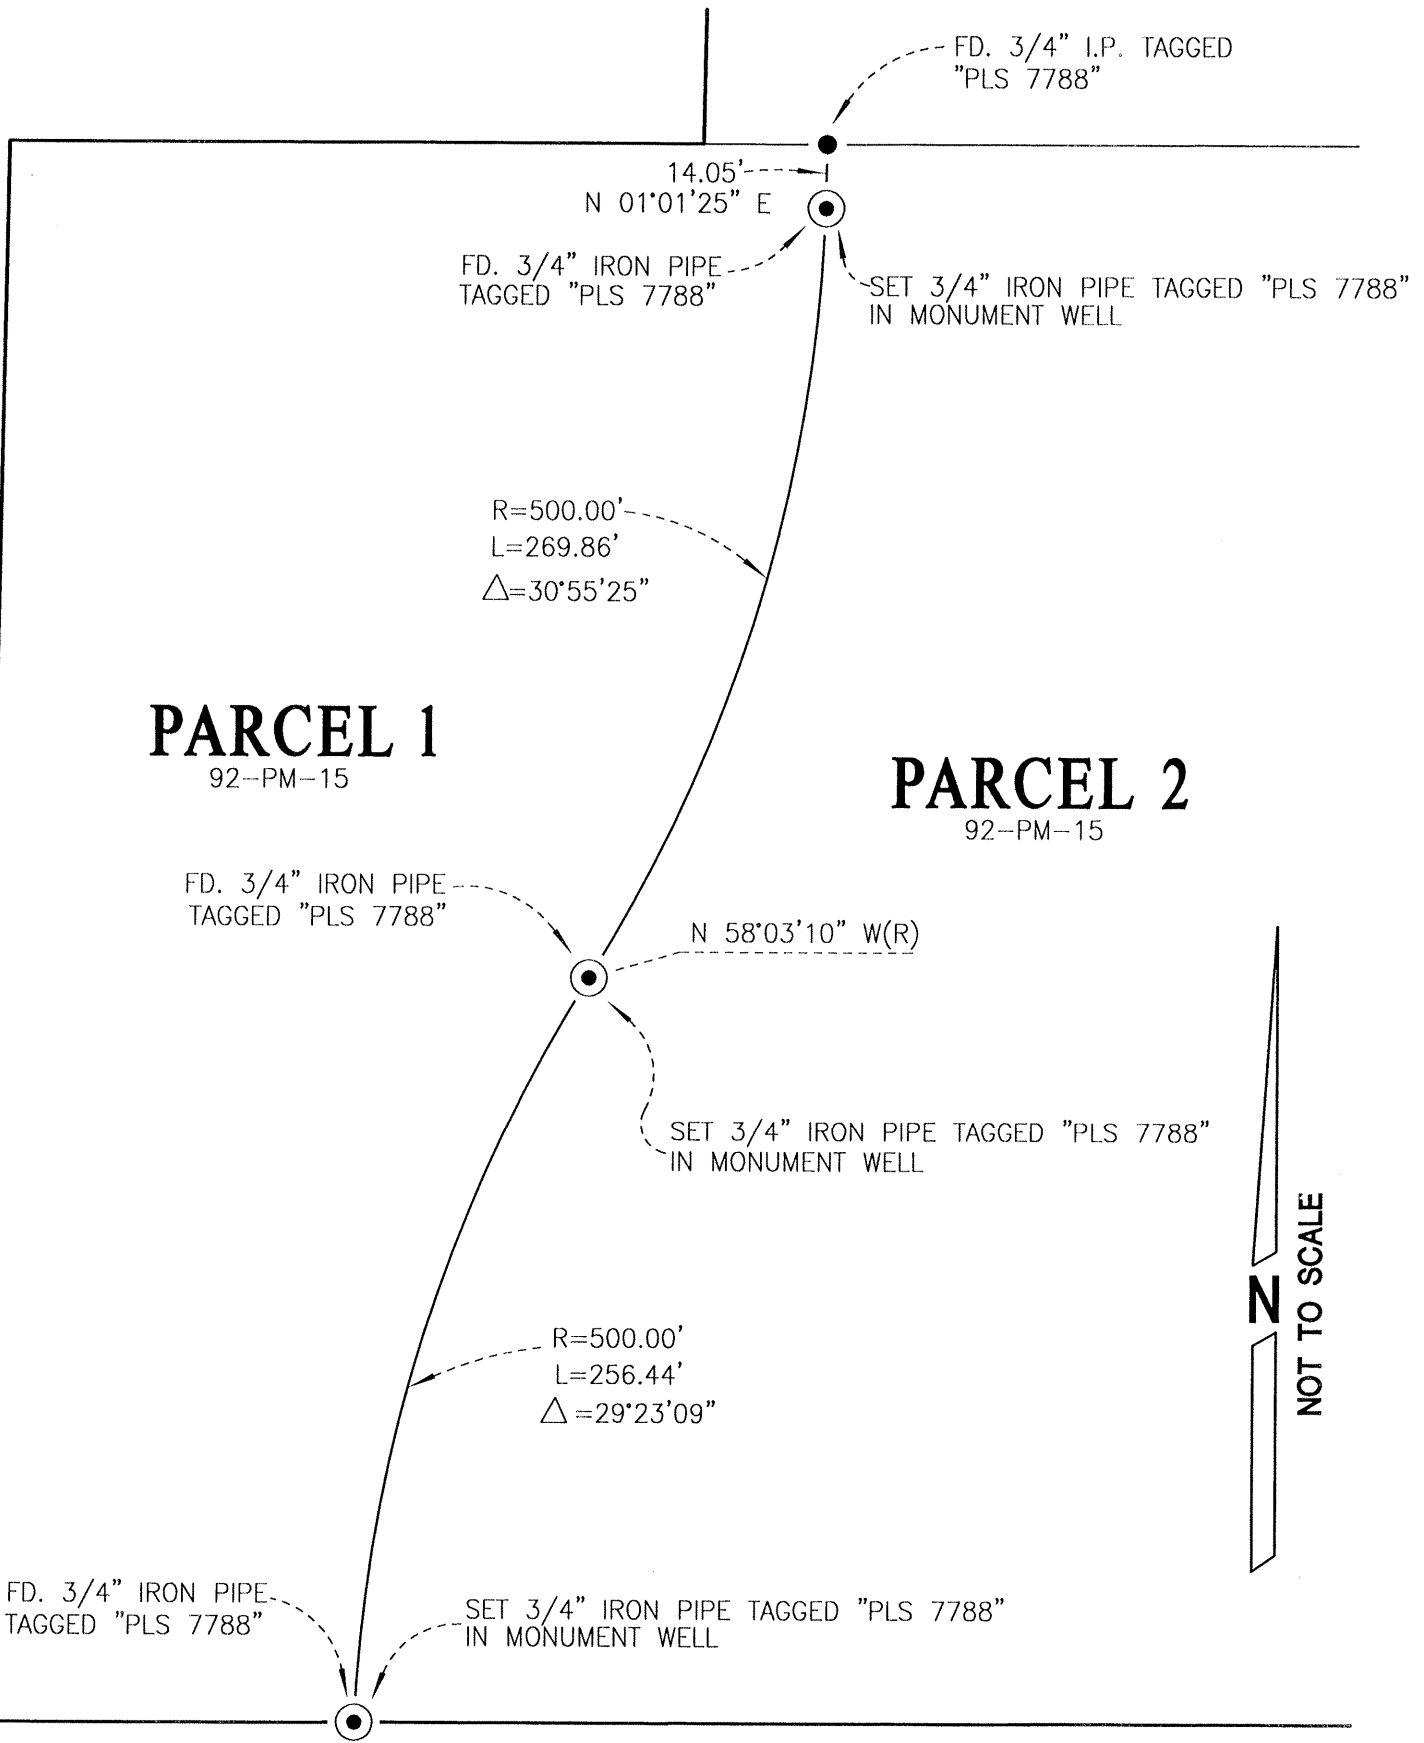 FD. 3/4" I.P. TAGGED
"PLS 7788"
14.05'
N 01°01'25" E
FD. 3/4" IRON PIPE
TAGGED "PLS 7788"
SET 3/4" IRON PIPE TAGGED "PLS 7788"
IN MONUMENT WELL
R=500.00'
L=269.86'
△=30°55'25"
PARCEL 1
92-PM-15
PARCEL 2
92-PM-15
FD. 3/4" IRON PIPE
TAGGED "PLS 7788"
N 58°03'10" W(R)
SET 3/4" IRON PIPE TAGGED "PLS 7788"
IN MONUMENT WELL
N
NOT TO SCALE
R=500.00'
L=256.44'
△=29°23'09"
FD. 3/4" IRON PIPE
TAGGED "PLS 7788"
SET 3/4" IRON PIPE TAGGED "PLS 7788"
IN MONUMENT WELL